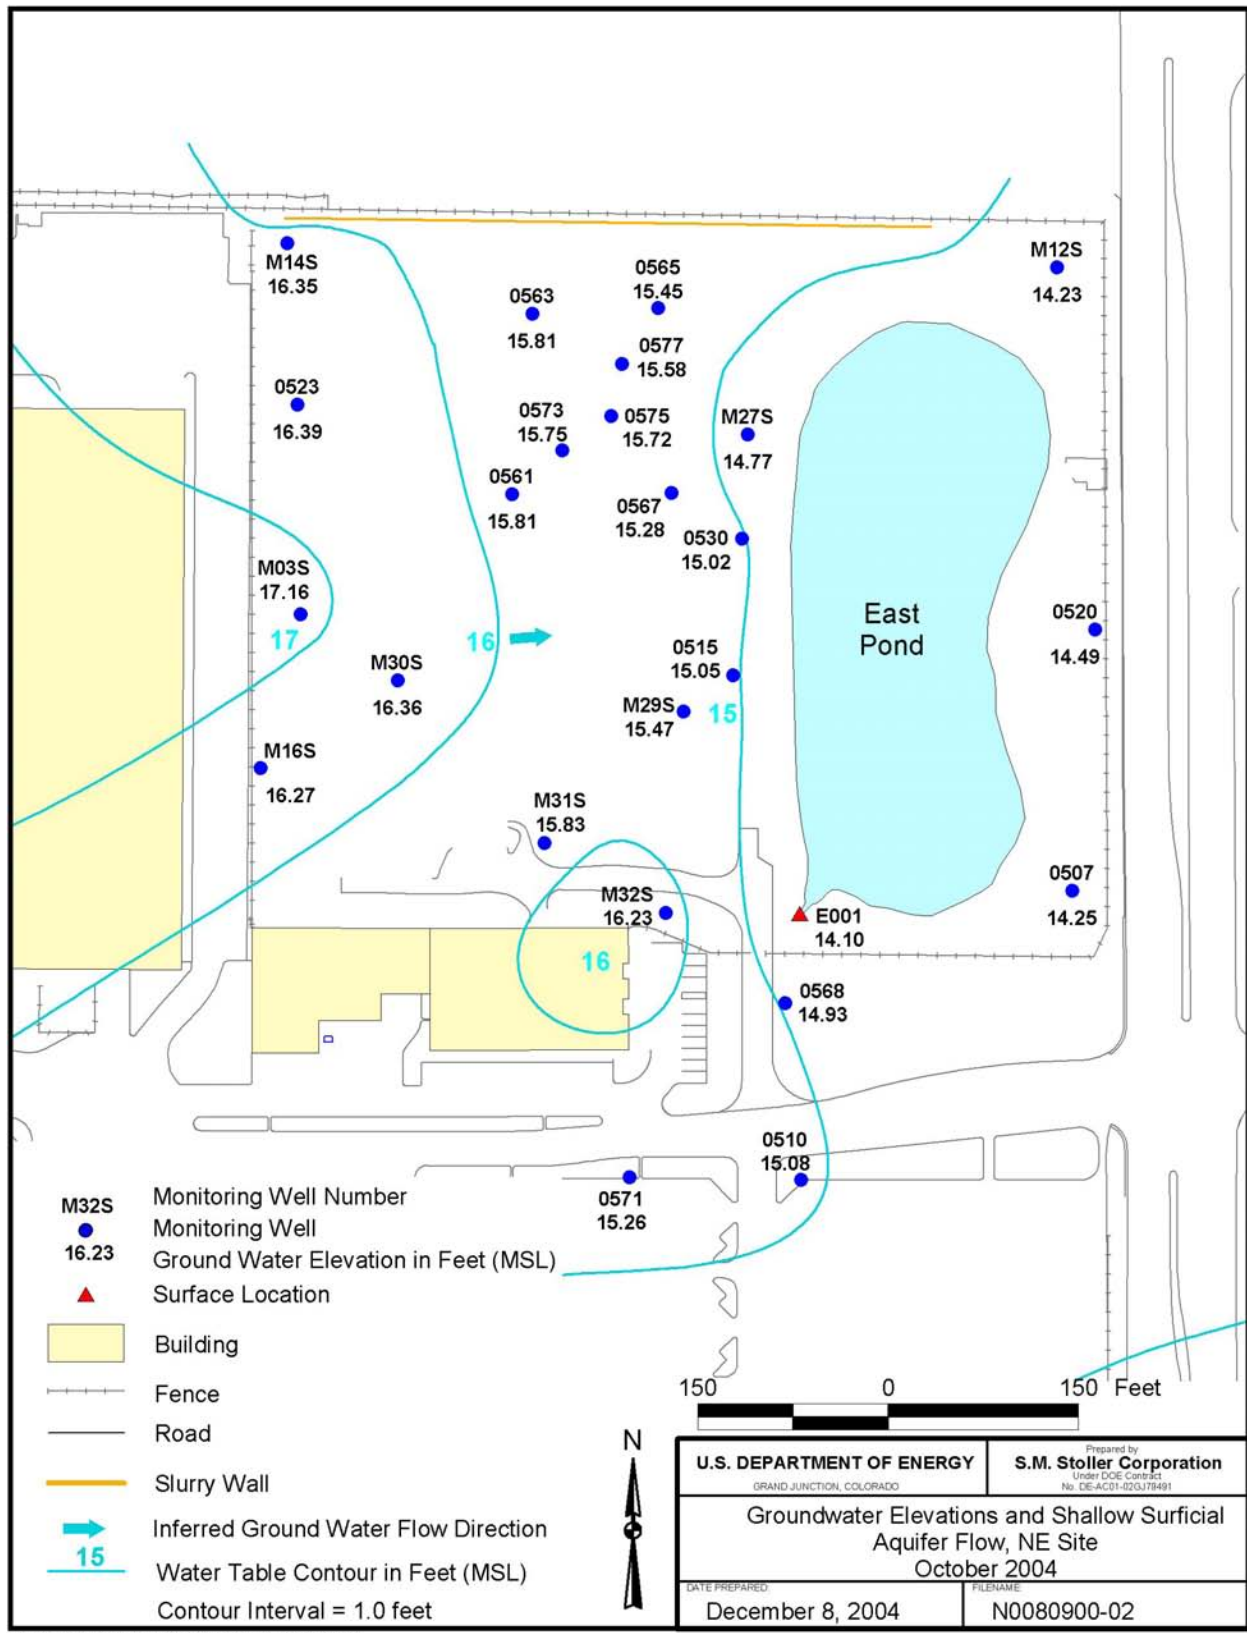 M14S
16.35
M12S
14.23
0565
15.45
0563
15.81
0577
15.58
0523
16.39
0573
15.75
0575
15.72
M27S
14.77
0561
15.81
0567
15.28
0530
15.02
M03S
17.16
17
16
East
Pond
0520
14.49
M30S
16.36
0515
15.05
M29S
15.47
15
M16S
16.27
M31S
15.83
M32S
16.23
16
E001
14.10
0507
14.25
0568
14.93
0510
15.08
0571
15.26
M32S
16.23
Monitoring Well Number
Monitoring Well
Ground Water Elevation in Feet (MSL)
Surface Location
Building
Fence
Road
Slurry Wall
Inferred Ground Water Flow Direction
15
Water Table Contour in Feet (MSL)
Contour Interval = 1.0 feet
N
150 0 150 Feet
U.S. DEPARTMENT OF ENERGY
GRAND JUNCTION, COLORADO
Prepared by
S.M. Stoller Corporation
Under DOE Contract
No. DE-AC01-02GJ79491
Groundwater Elevations and Shallow Surficial
Aquifer Flow, NE Site
October 2004
DATE PREPARED:
December 8, 2004
FILENAME:
N0080900-02